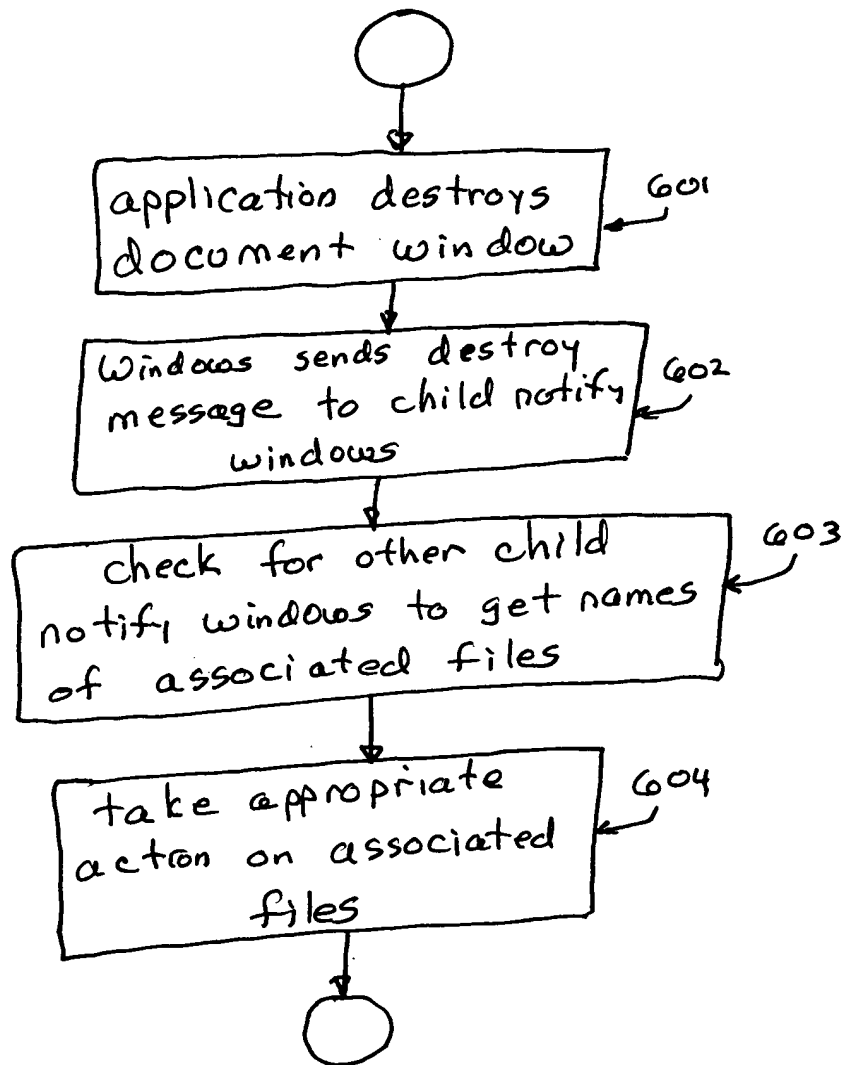 application destroys
601
document window
Windows sends destroy
602
message to child notify
windows
check for other child
603
notify windows to get names
of associated files
take appropriate
604
action on associated
files